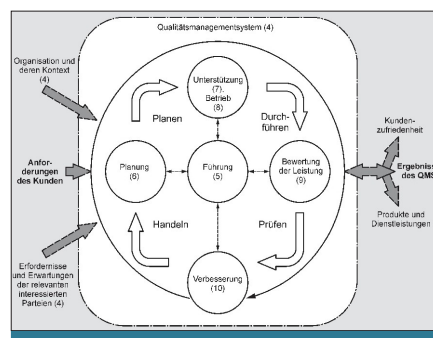 Qualitätsmanagementsystem (4)
Organisation und
deren Kontext
(4)
Anfor-
derungen
des Kunden
Erfordernisse
und Erwartungen
der relevanten
interessierten
Parteien (4)
Unterstützung
(7),
Betrieb
(8)
Planen
Durch-
führen
Planung
(6)
Führung
(5)
Bewertung
der Leistung
(9)
Handeln
Prüfen
Verbesserung
(10)
Kunden-
zufriedenheit
Ergebniss
des QMS
Produkte und
Dienstleistungen